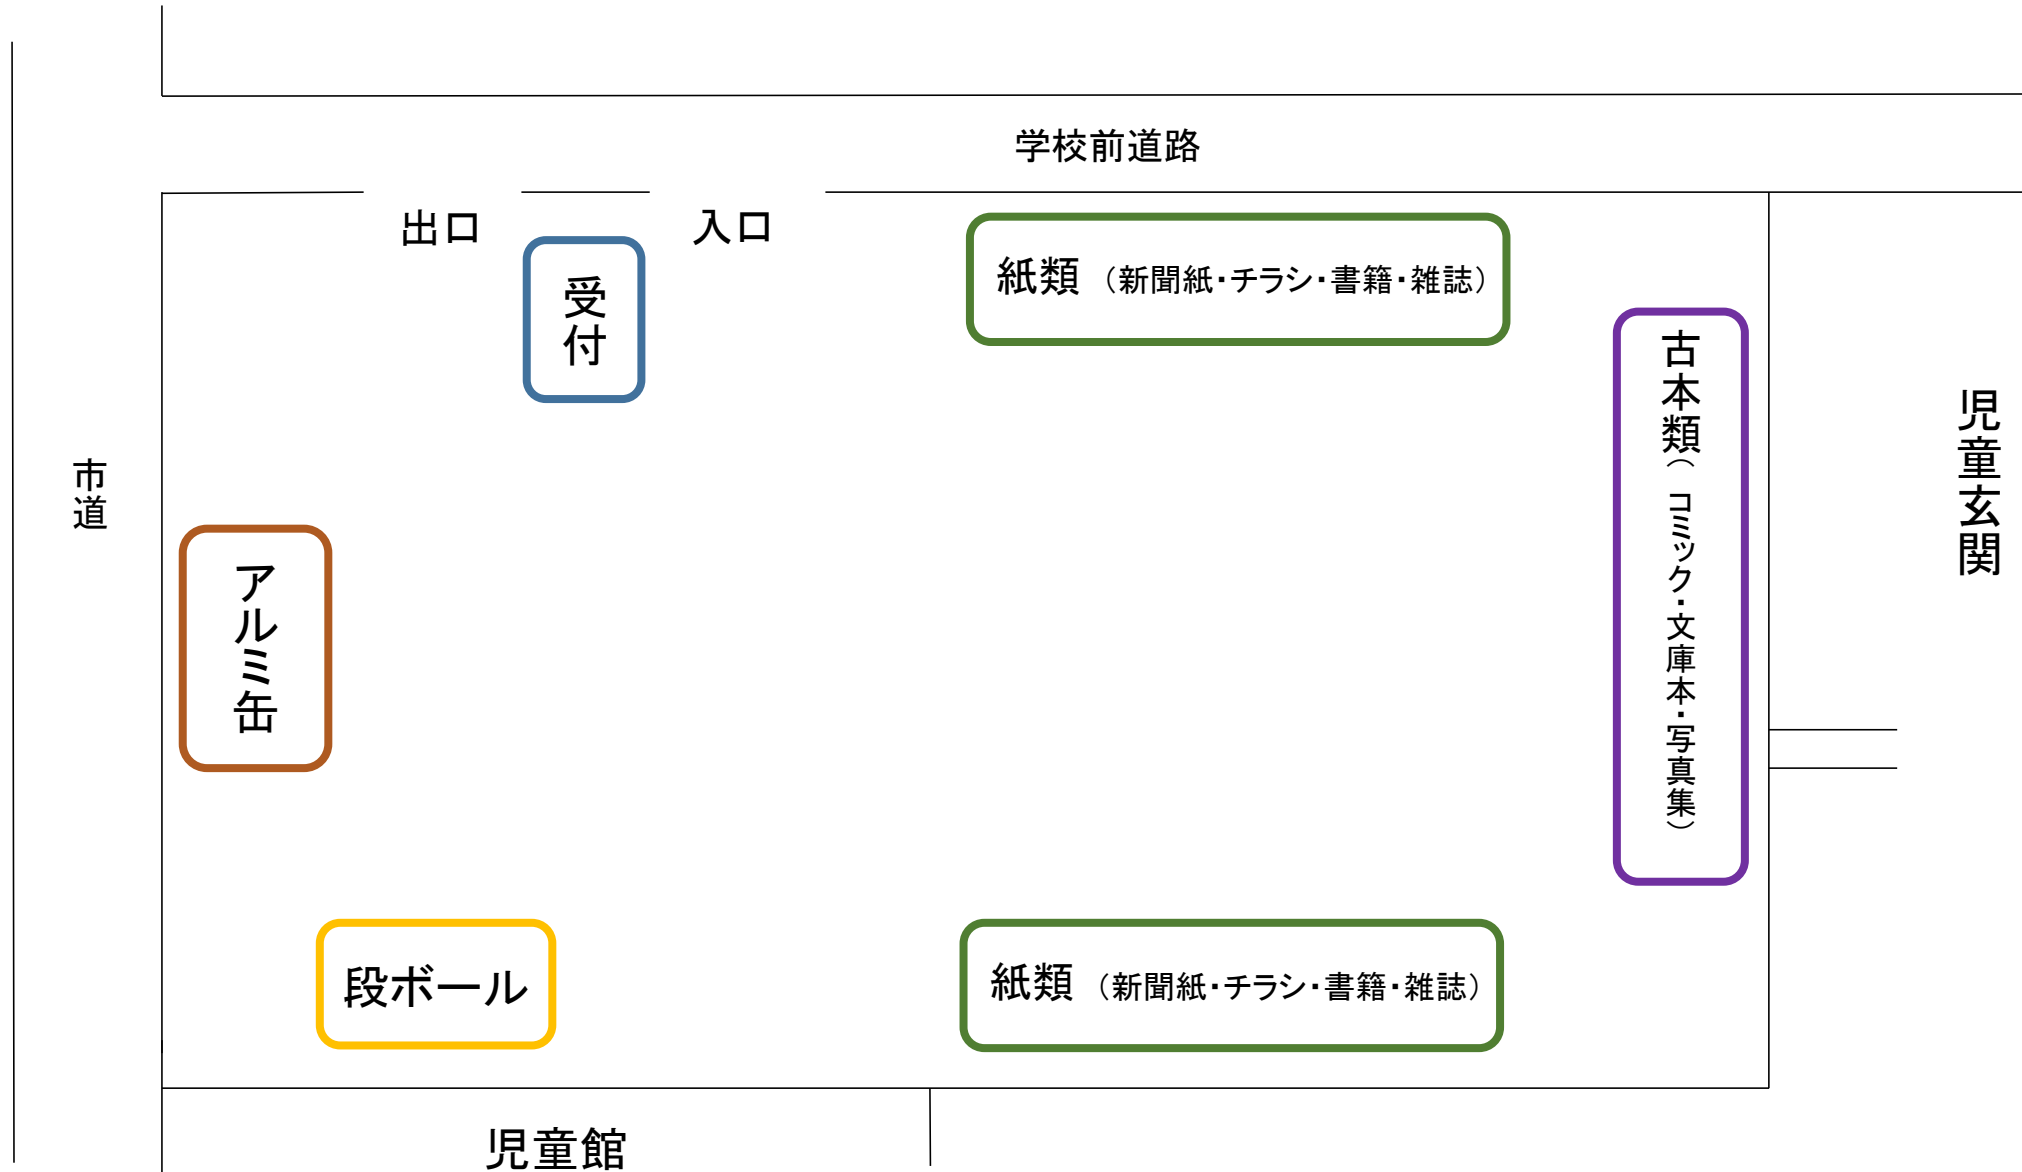 学校前道路
出口
入口
受付
紙類（新聞紙・チラシ・書籍・雑誌）
古本類（コミック・文庫本・写真集）
児童玄関
市道
アルミ缶
段ボール
紙類（新聞紙・チラシ・書籍・雑誌）
児童館